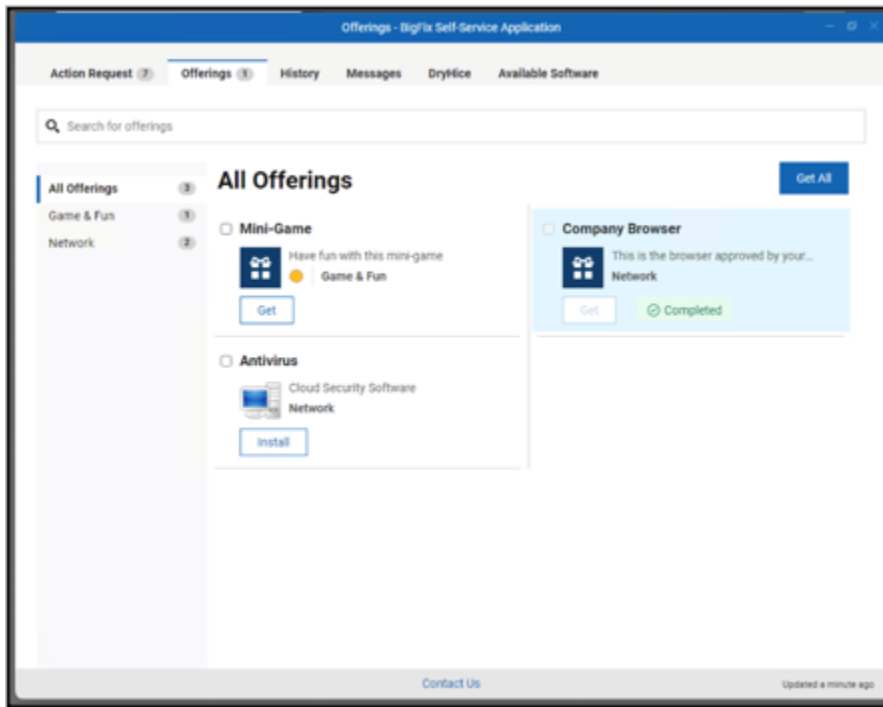 Offerings - BigFix Self-Service Application
Action Request 7 Offerings 1 History Messages DryHice Available Software
Search for offerings
All Offerings 3
Game & Fun 1
Network 2
All Offerings
Get All
Mini-Game
Have fun with this mini-game
Game & Fun
Get
Company Browser
This is the browser approved by your...
Network
Get Completed
Antivirus
Cloud Security Software
Network
Install
Contact Us
Updated a minute ago